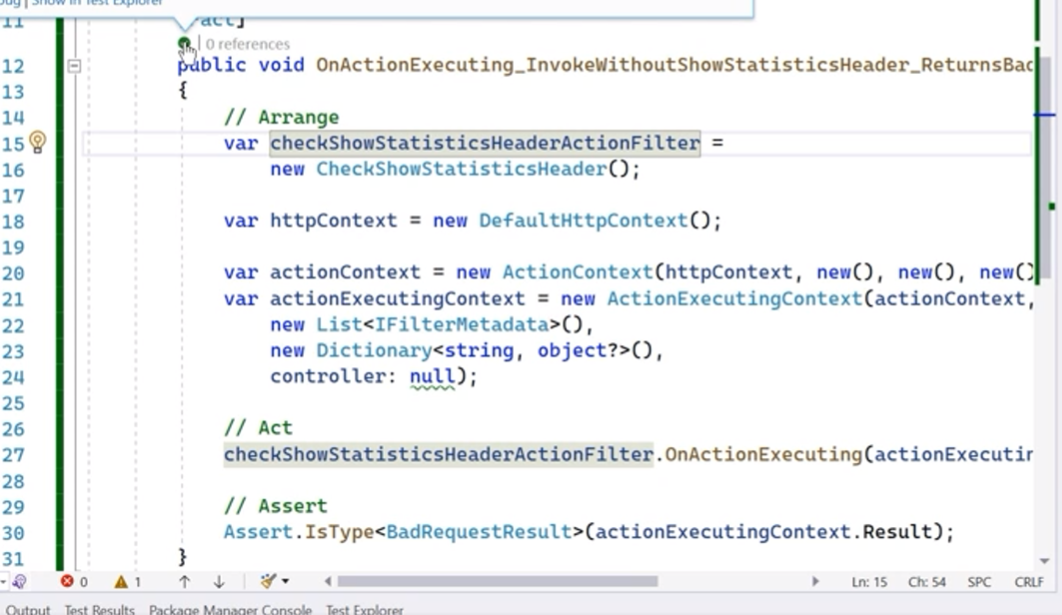 Show in Test Explorer
11 act]
0 references
12 public void OnActionExecuting_InvokeWithoutShowStatisticsHeader_ReturnsBad
13 {
14 // Arrange
15 var checkShowStatisticsHeaderActionFilter =
16 new CheckShowStatisticsHeader();
17
18 var httpContext = new DefaultHttpContext();
19
20 var actionContext = new ActionContext(httpContext, new(), new(), new()
21 var actionExecutingContext = new ActionExecutingContext(actionContext,
22 new List<IFilterMetadata>(),
23 new Dictionary<string, object?>(),
24 controller: null);
25
26 // Act
27 checkShowStatisticsHeaderActionFilter.OnActionExecuting(actionExecutin
28
29 // Assert
30 Assert.IsType<BadRequestResult>(actionExecutingContext.Result);
31 }
0 1 Ln: 15 Ch: 54 SPC CRLF
Output Test Results Package Manager Console Test Explorer